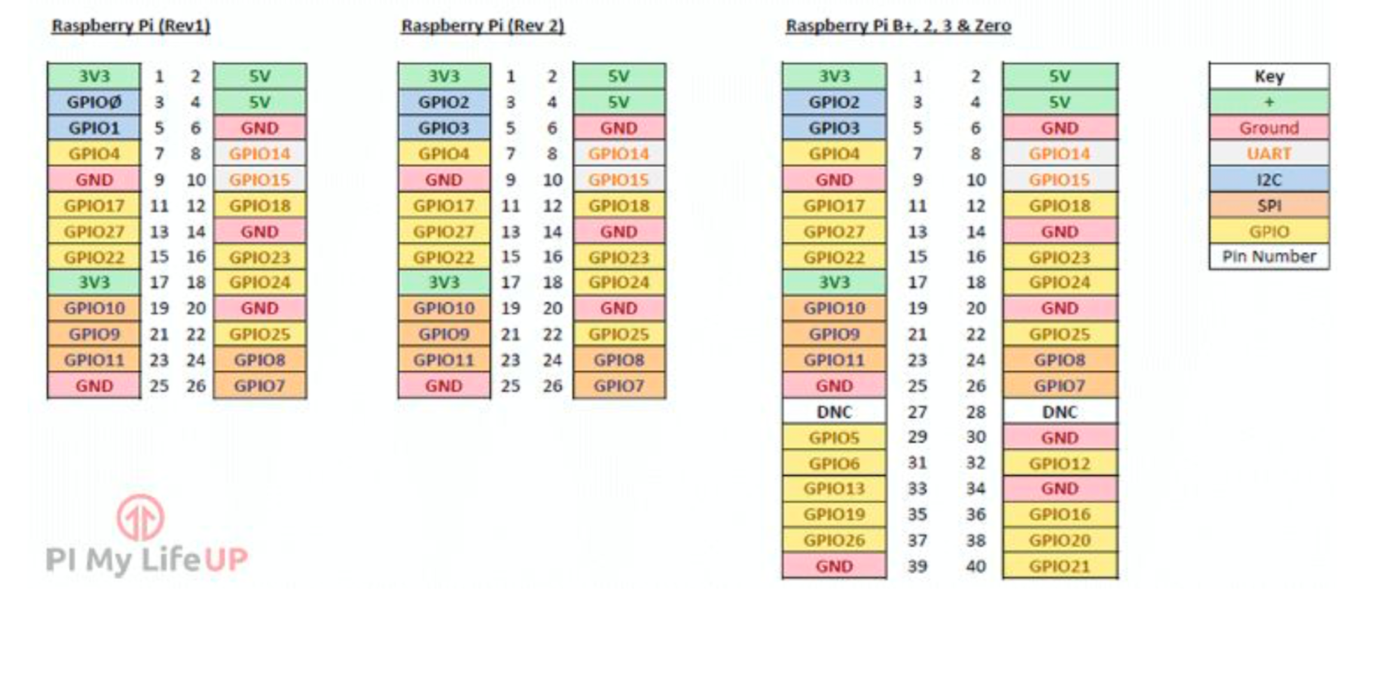 Raspberry Pi (Rev1) Raspberry Pi (Rev 2) Raspberry Pi B+, 2, 3 & Zero
3V3 1 2 5V 3V3 1 2 5V 3V3 1 2 5V Key
GPIOØ 3 4 5V GPIO2 3 4 5V GPIO2 3 4 5V +
GPIO1 5 6 GND GPIO3 5 6 GND GPIO3 5 6 GND Ground
GPIO4 7 8 GPIO14 GPIO4 7 8 GPIO14 GPIO4 7 8 GPIO14 UART
GND 9 10 GPIO15 GND 9 10 GPIO15 GND 9 10 GPIO15 I2C
GPIO17 11 12 GPIO18 GPIO17 11 12 GPIO18 GPIO17 11 12 GPIO18 SPI
GPIO27 13 14 GND GPIO27 13 14 GND GPIO27 13 14 GND GPIO
GPIO22 15 16 GPIO23 GPIO22 15 16 GPIO23 GPIO22 15 16 GPIO23 Pin Number
3V3 17 18 GPIO24 3V3 17 18 GPIO24 3V3 17 18 GPIO24
GPIO10 19 20 GND GPIO10 19 20 GND GPIO10 19 20 GND
GPIO9 21 22 GPIO25 GPIO9 21 22 GPIO25 GPIO9 21 22 GPIO25
GPIO11 23 24 GPIO8 GPIO11 23 24 GPIO8 GPIO11 23 24 GPIO8
GND 25 26 GPIO7 GND 25 26 GPIO7 GND 25 26 GPIO7
DNC 27 28 DNC
GPIO5 29 30 GND
GPIO6 31 32 GPIO12
GPIO13 33 34 GND
GPIO19 35 36 GPIO16
GPIO26 37 38 GPIO20
GND 39 40 GPIO21
PI My LifeUP